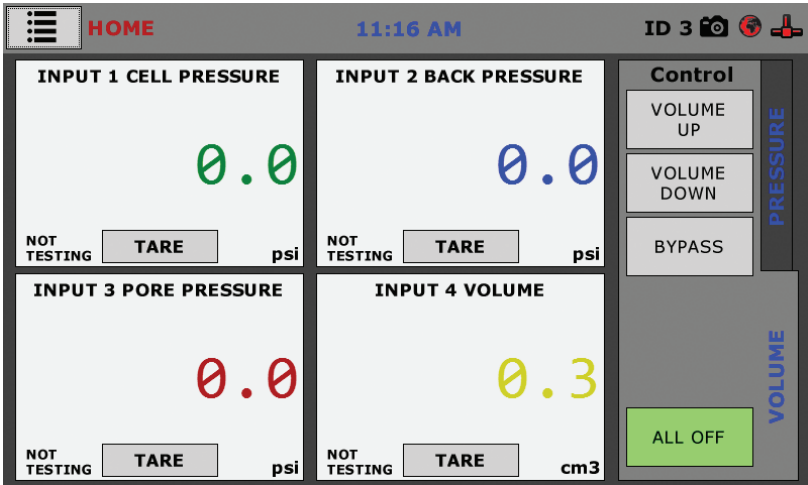 HOME 11:16 AM ID 3
INPUT 1 CELL PRESSURE
0.0
NOT TESTING TARE psi
INPUT 2 BACK PRESSURE
0.0
NOT TESTING TARE psi
INPUT 3 PORE PRESSURE
0.0
NOT TESTING TARE psi
INPUT 4 VOLUME
0.3
NOT TESTING TARE cm3
Control
VOLUME
UP
VOLUME
DOWN
BYPASS
ALL OFF
PRESSURE
VOLUME